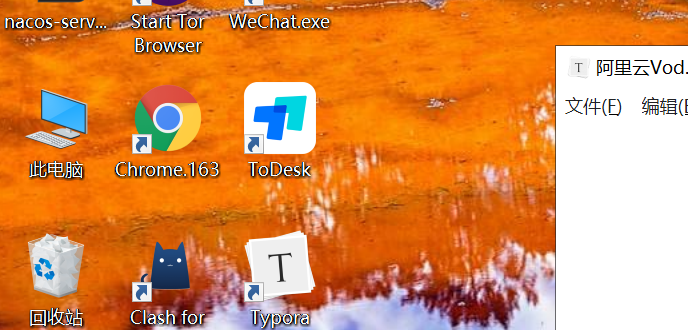 nacos-serv...
Start Tor
Browser
WeChat.exe
此电脑
Chrome.163
ToDesk
回收站
Clash for
T
Typora
T 阿里云Vod.
文件(F) 编辑(E